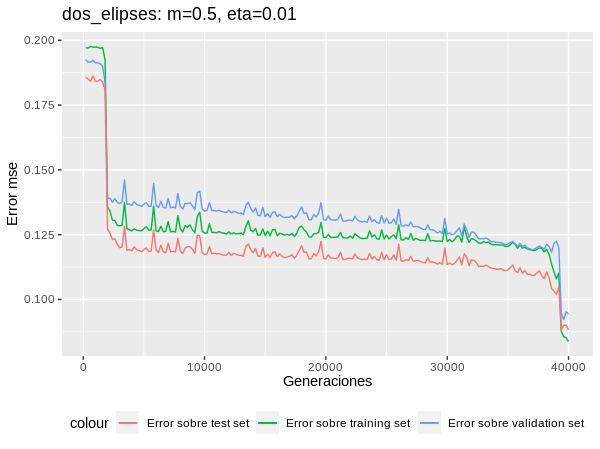 dos_elipses: m=0.5, eta=0.01
Error mse
0.200
0.175
0.150
0.125
0.100
0
10000
20000
30000
40000
Generaciones
colour
Error sobre test set
Error sobre training set
Error sobre validation set